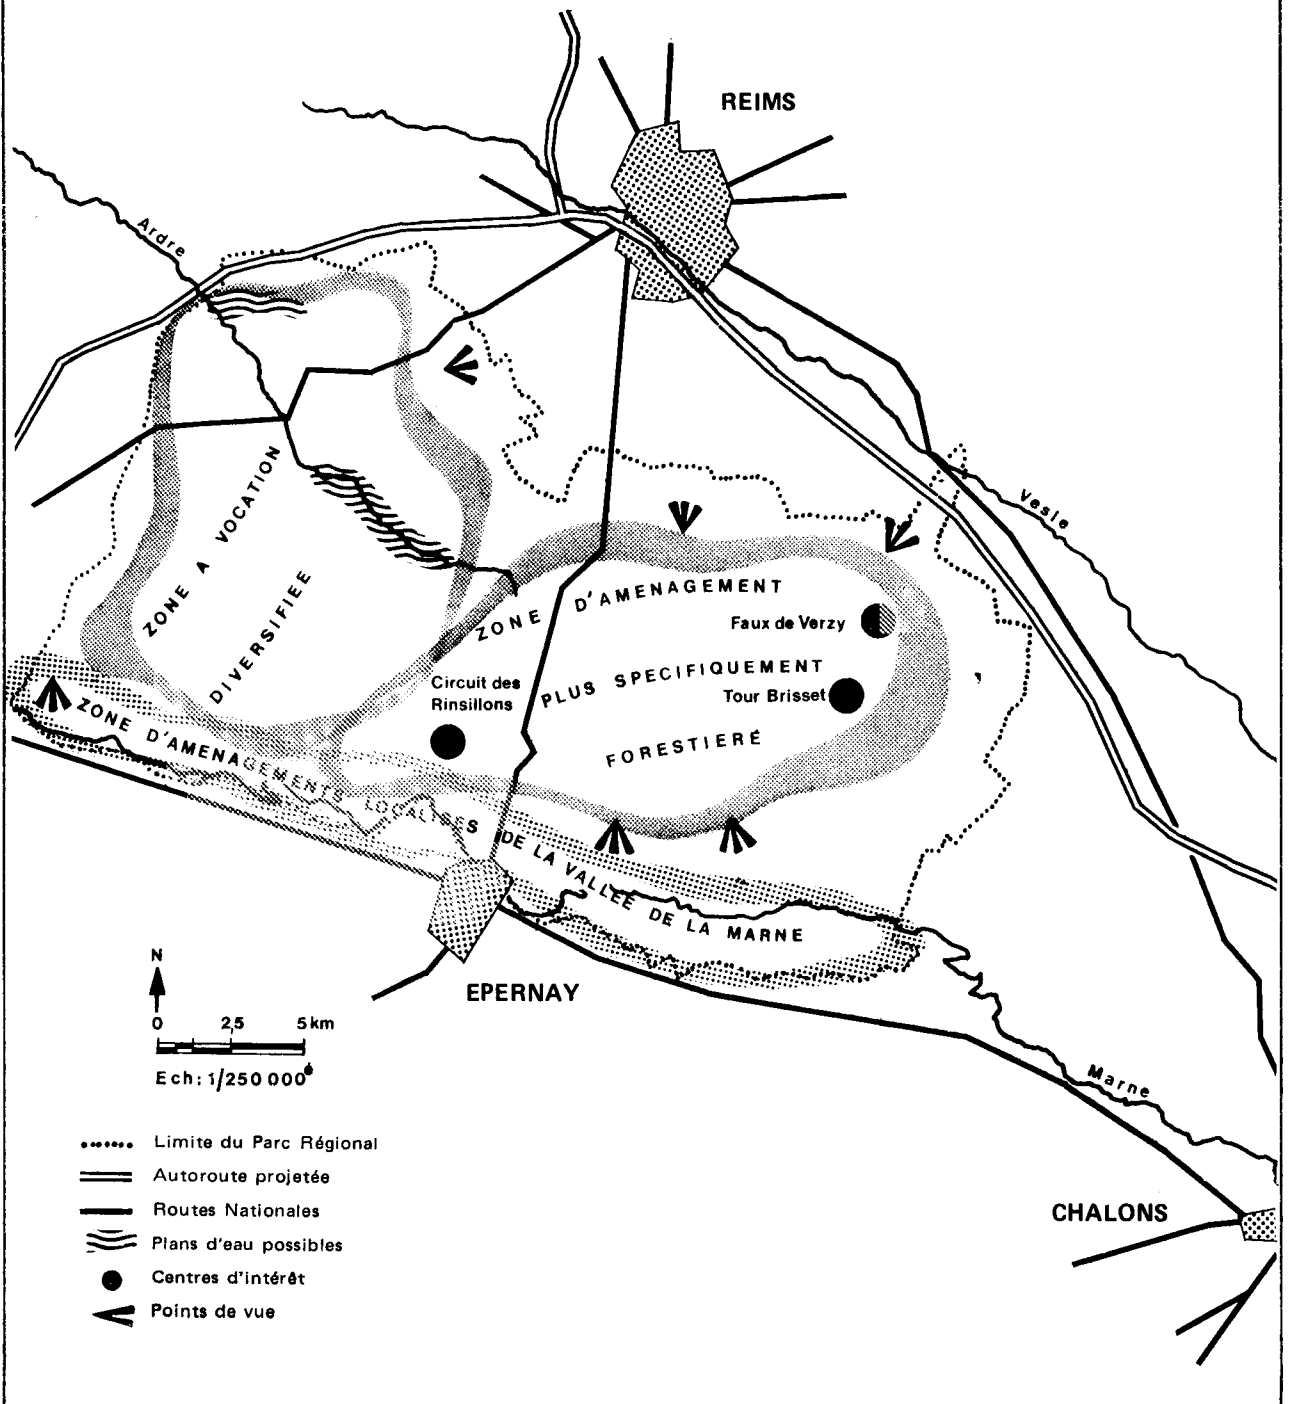 REIMS
Ardre
Vesle
ZONE A VOCATION
DIVERSIFIEE
ZONE D'AMENAGEMENT
Faux de Verzy
PLUS SPECIFIQUEMENT
Tour Brisset
FORESTIERE
Circuit des
Rinsillons
ZONE D'AMENAGEMENTS LOCALISES DE LA VALLEE DE LA MARNE
EPERNAY
N
0 2,5 5 km
Ech: 1/250 000
Marne
CHALONS
Limite du Parc Régional
Autoroute projetée
Routes Nationales
Plans d'eau possibles
Centres d'intérêt
Points de vue